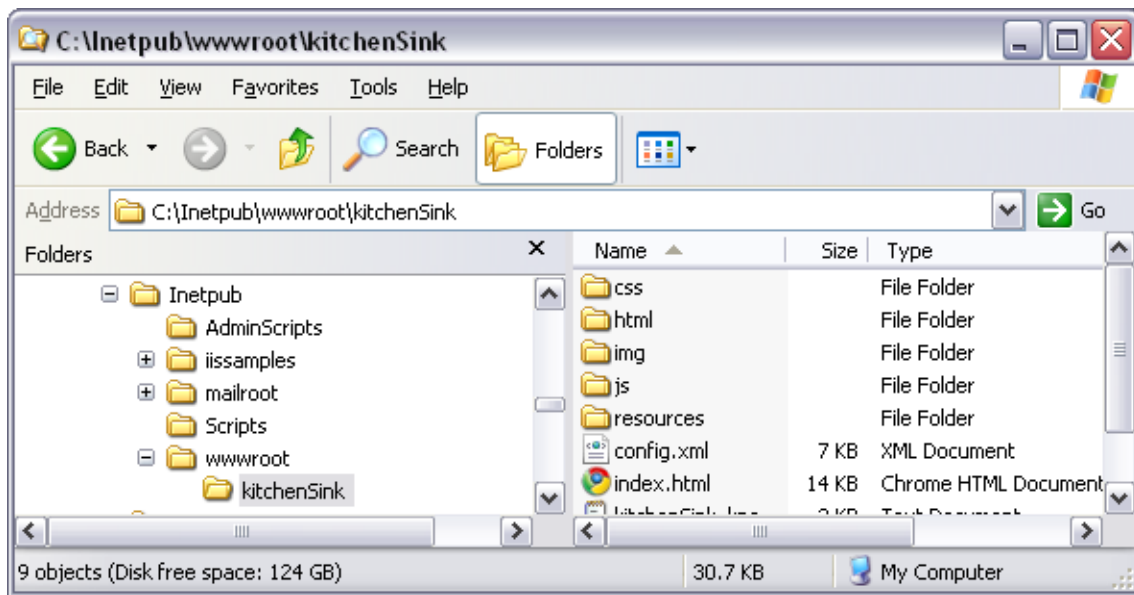 C:\Inetpub\wwwroot\kitchenSink
File Edit View Favorites Tools Help
Back Search Folders
Address C:\Inetpub\wwwroot\kitchenSink Go
Folders Name Size Type
Inetpub css File Folder
AdminScripts html File Folder
iissamples img File Folder
mailroot js File Folder
Scripts resources File Folder
wwwroot config.xml 7 KB XML Document
kitchenSink index.html 14 KB Chrome HTML Document
9 objects (Disk free space: 124 GB) 30.7 KB My Computer